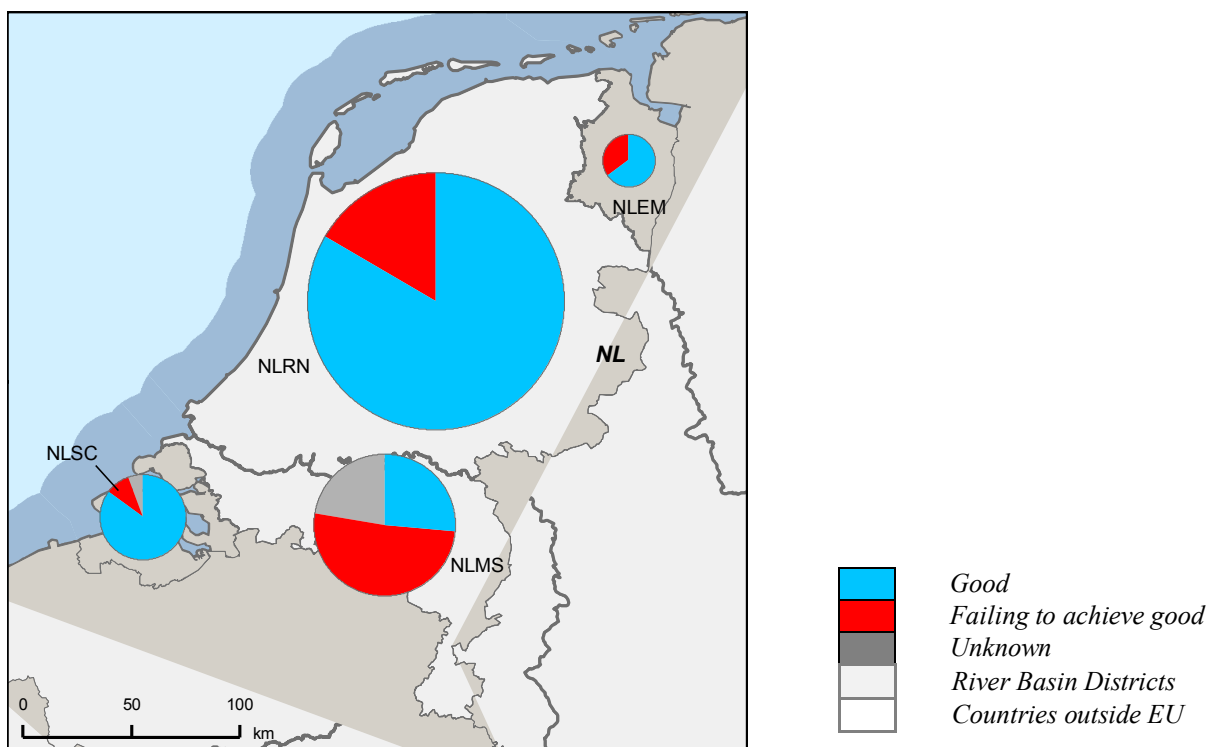 NLEM
NLRN
NL
NLSC
NLMS
0 50 100
km
Good
Failing to achieve good
Unknown
River Basin Districts
Countries outside EU